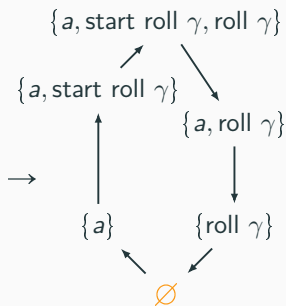 {a, start roll γ, roll γ}
{a, start roll γ}
{a, roll γ}
→
{a}
{roll γ}
∅